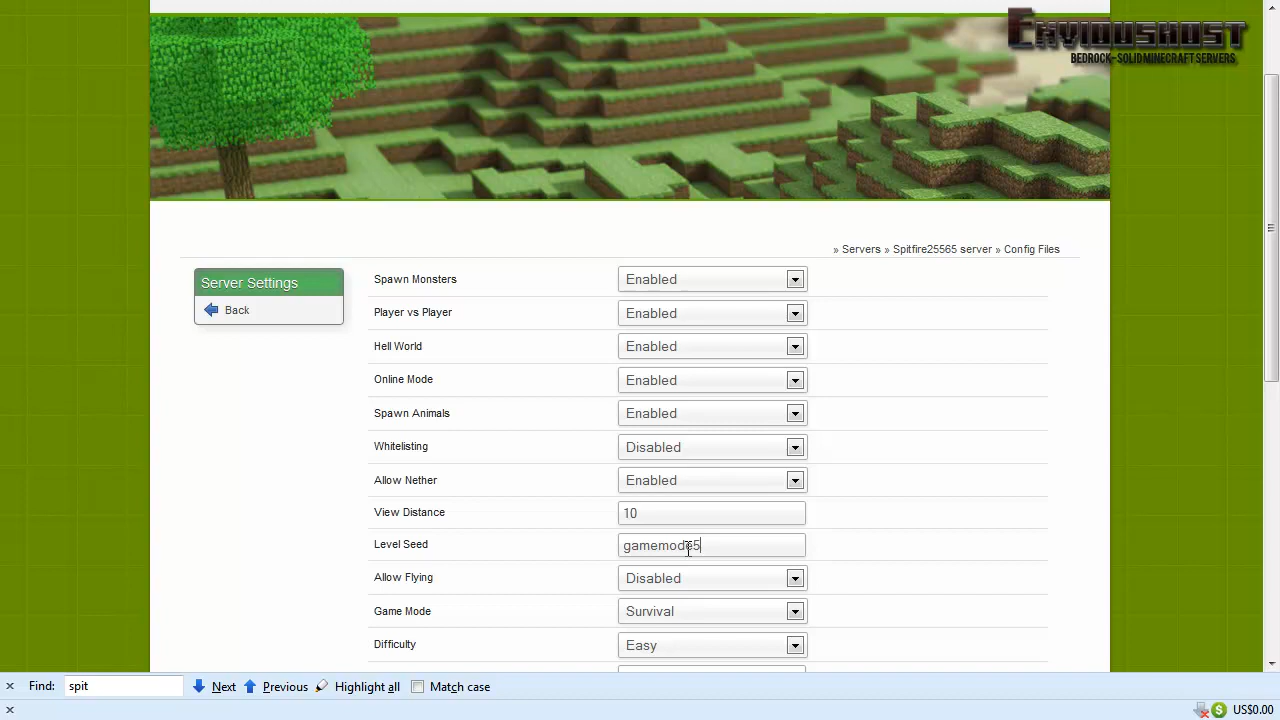 ENVIOUSHOST
BEDROCK-SOLID MINECRAFT SERVERS
» Servers » Spitfire25565 server » Config Files
Server Settings
Back
Spawn Monsters Enabled
Player vs Player Enabled
Hell World Enabled
Online Mode Enabled
Spawn Animals Enabled
Whitelisting Disabled
Allow Nether Enabled
View Distance 10
Level Seed gamemode5
Allow Flying Disabled
Game Mode Survival
Difficulty Easy
Find: spit Next Previous Highlight all Match case
US$0.00